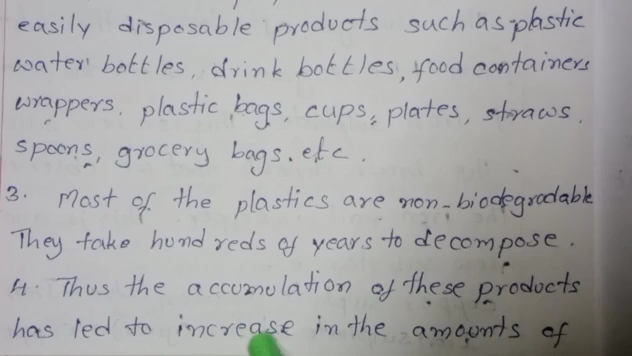 easily disposable products such as plastic
water bottles, drink bottles, food containers
wrappers, plastic bags, cups, plates, straws,
spoons, grocery bags. etc.
3. Most of the plastics are non-biodegradable
They take hundreds of years to decompose.
4. Thus the accumulation of these products
has led to increase in the amounts of